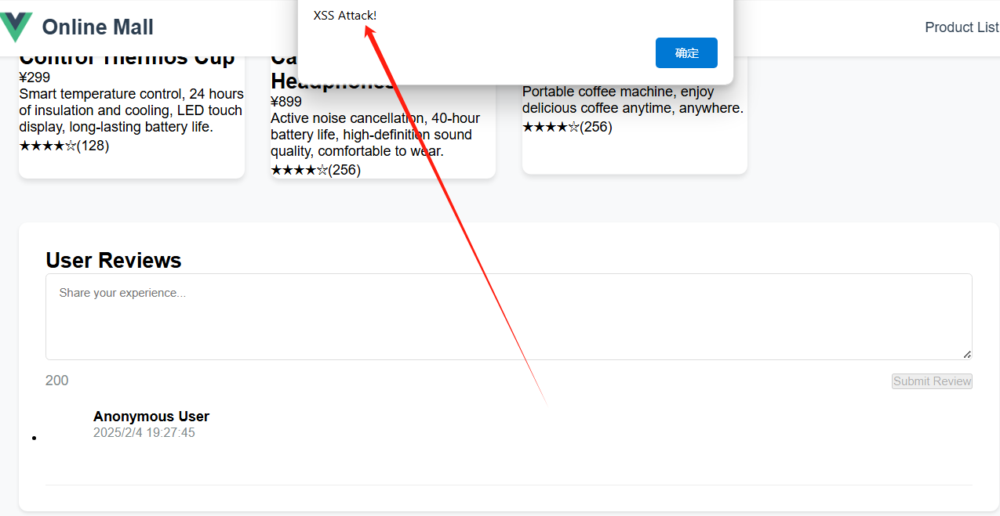 XSS Attack!
确定
Online Mall
Product List
Control Thermos Cup
¥299
Smart temperature control, 24 hours
of insulation and cooling, LED touch
display, long-lasting battery life.
★★★★☆(128)
Headphones
¥899
Active noise cancellation, 40-hour
battery life, high-definition sound
quality, comfortable to wear.
★★★★☆(256)
Portable coffee machine, enjoy
delicious coffee anytime, anywhere.
★★★★☆(256)
User Reviews
Share your experience...
200
Submit Review
Anonymous User
2025/2/4 19:27:45